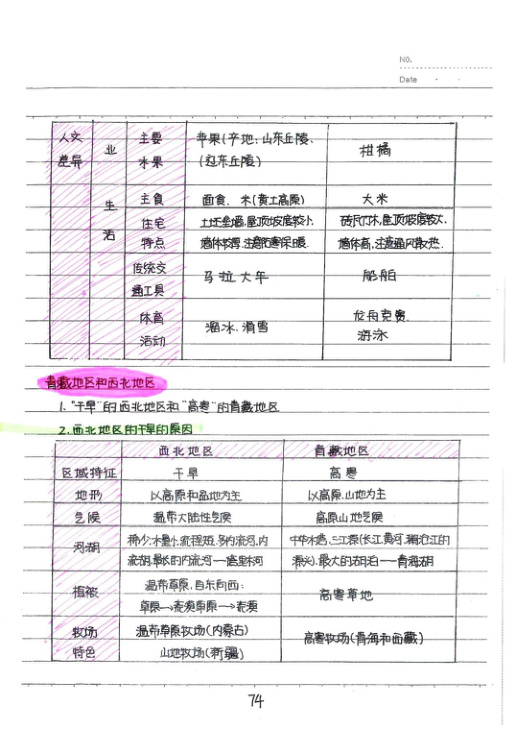 No.
Date
人文差异 业 主要水果 苹果(产地:山东丘陵、辽东丘陵) 柑橘
生活 主食 面食、米(黄土高原) 大米
住宅特点 土坯垒墙,屋顶坡度较小, 墙体较厚,注意防寒保暖. 砖尺木,屋顶坡度较大, 墙体高,注意通风散热.
传统交通工具 马拉大车 船舶
体育活动 溜冰、滑雪 龙舟竞赛 游泳
青藏地区和西北地区
1.“干旱”的西北地区和“高寒”的青藏地区
2.西北地区的干旱的原因
西北地区 青藏地区
区域特征 干旱 高寒
地形 以高原和盆地为主 以高原、山地为主
气候 温带大陆性气候 高原山地气候
河湖 稀少,水量小,流程短,多内流河、内流湖.最长的内流河——塔里木河 中华水塔,三江源(长江、黄河、澜沧江的源头).最大的湖泊——青海湖
植被 温带草原,自东向西: 草原→荒漠草原→荒漠 高寒草地
牧场特色 温带草原牧场(内蒙古) 山地牧场(新疆) 高寒牧场(青海和西藏)
74